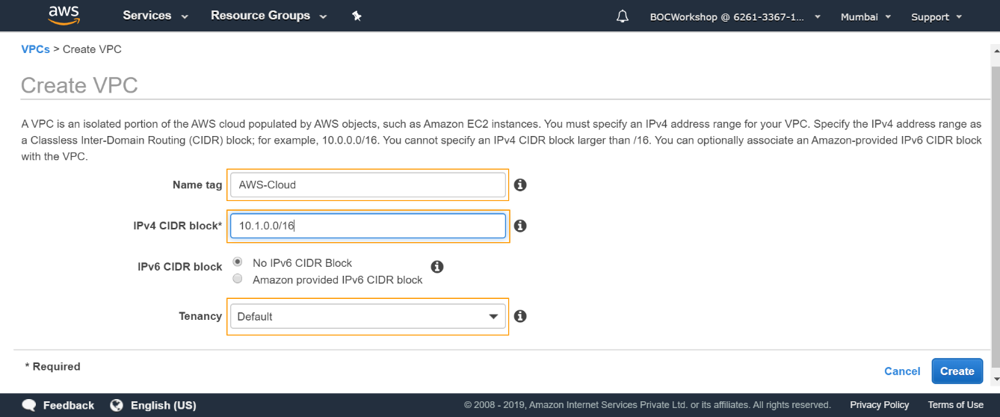 aws Services Resource Groups BOCWorkshop @ 6261-3367-1... Mumbai Support
VPCs > Create VPC
Create VPC
A VPC is an isolated portion of the AWS cloud populated by AWS objects, such as Amazon EC2 instances. You must specify an IPv4 address range for your VPC. Specify the IPv4 address range as
a Classless Inter-Domain Routing (CIDR) block; for example, 10.0.0.0/16. You cannot specify an IPv4 CIDR block larger than /16. You can optionally associate an Amazon-provided IPv6 CIDR block
with the VPC.
Name tag AWS-Cloud
IPv4 CIDR block* 10.1.0.0/16
IPv6 CIDR block No IPv6 CIDR Block
Amazon provided IPv6 CIDR block
Tenancy Default
* Required
Cancel Create
Feedback English (US) © 2008 - 2019, Amazon Internet Services Private Ltd. or its affiliates. All rights reserved. Privacy Policy Terms of Use